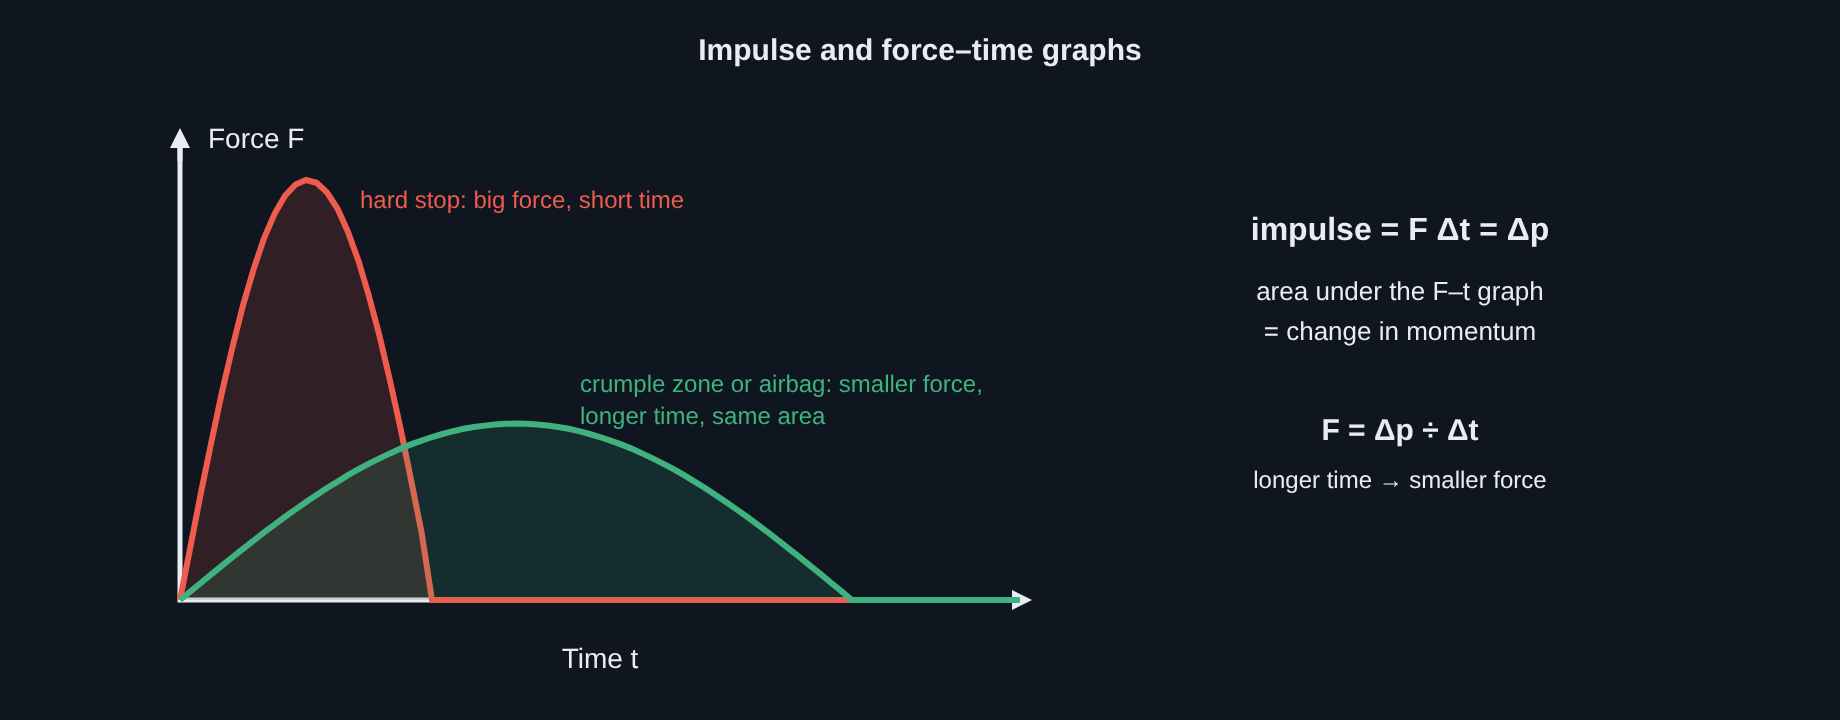 Impulse and force–time graphs
Force F
hard stop: big force, short time
crumple zone or airbag: smaller force,
longer time, same area
Time t
impulse = F Δt = Δp
area under the F–t graph
= change in momentum
F = Δp ÷ Δt
longer time → smaller force